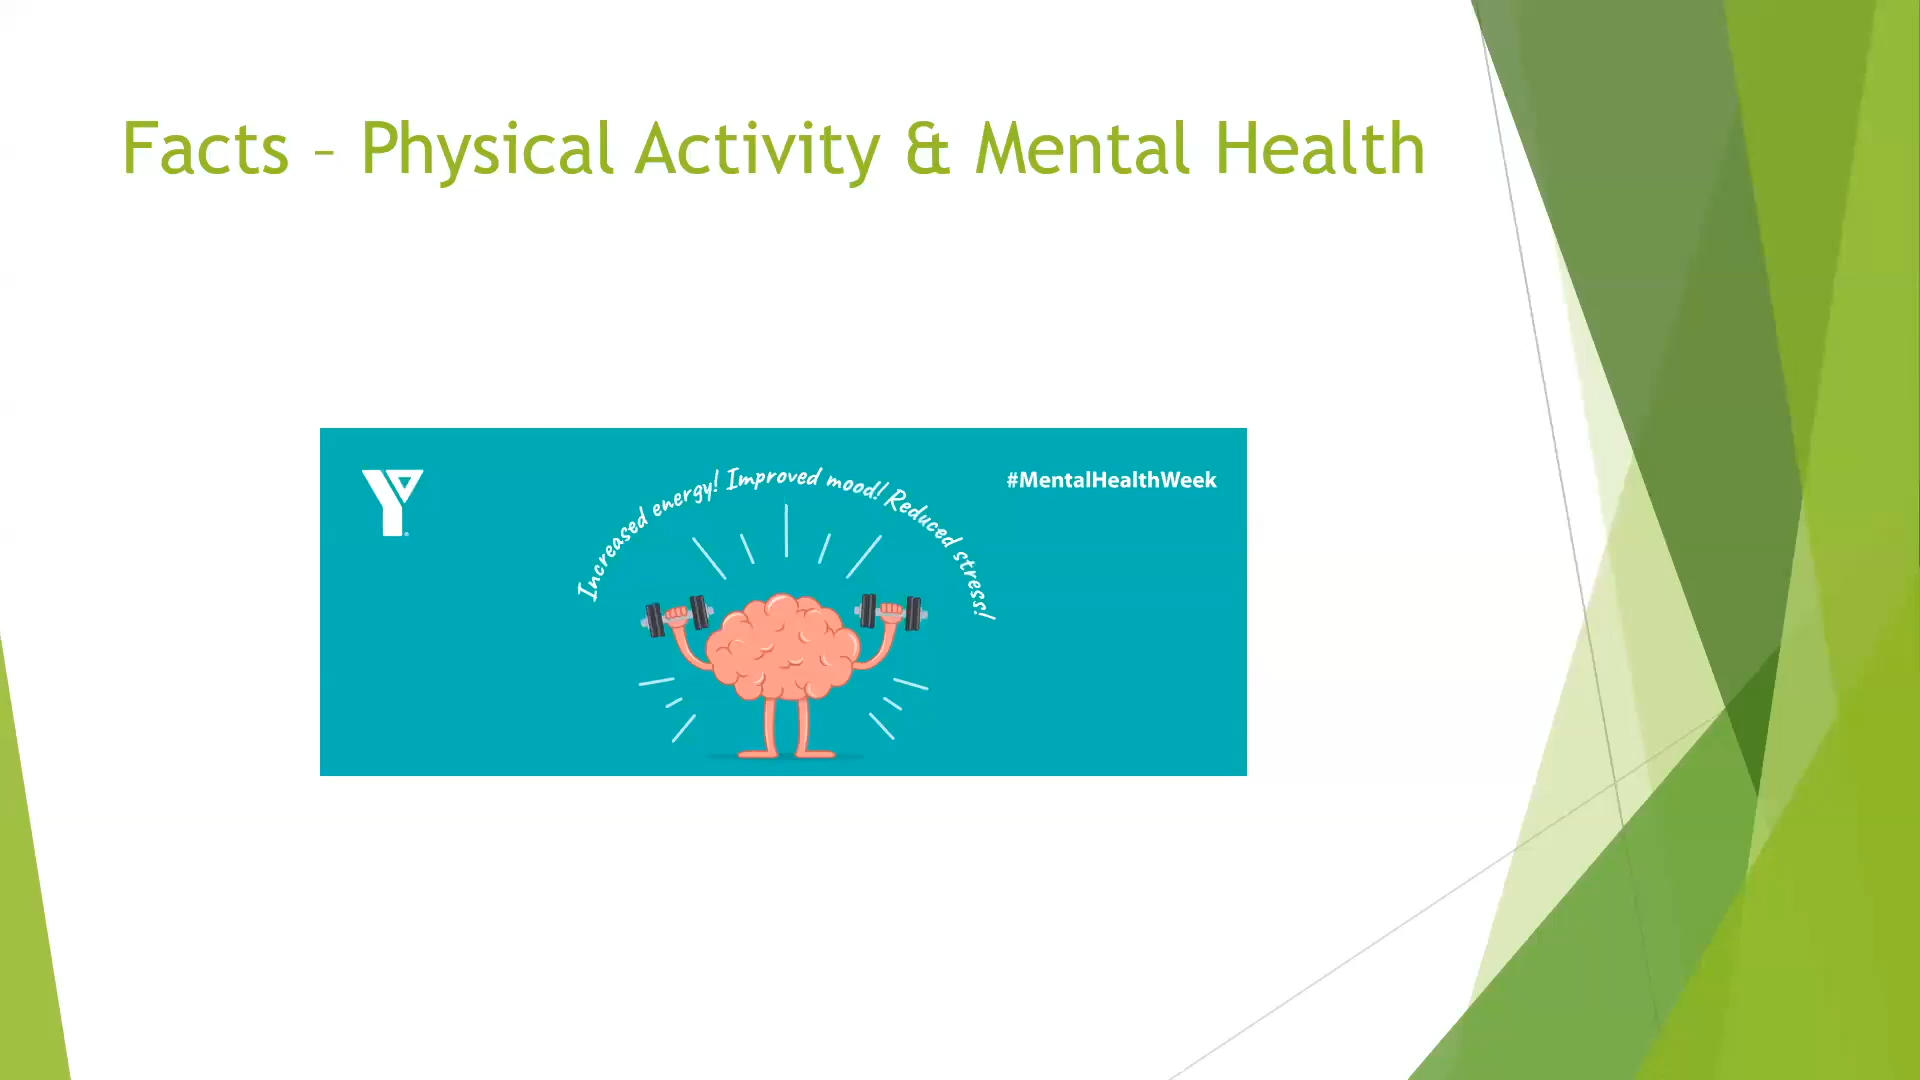 Facts – Physical Activity & Mental Health
Y
#MentalHealthWeek
Increased energy! Improved mood! Reduced stress!